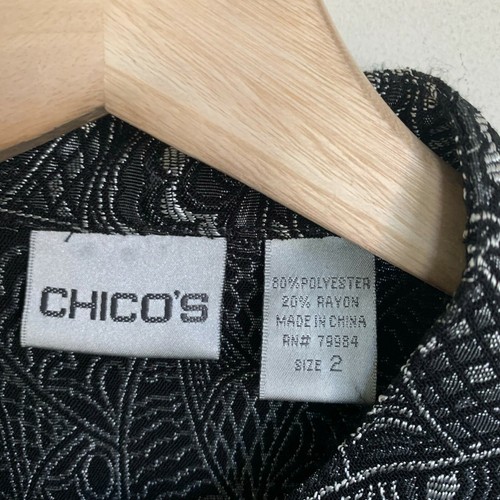 CHICO'S
80% POLYESTER
20% RAYON
MADE IN CHINA
RN# 79984
SIZE 2